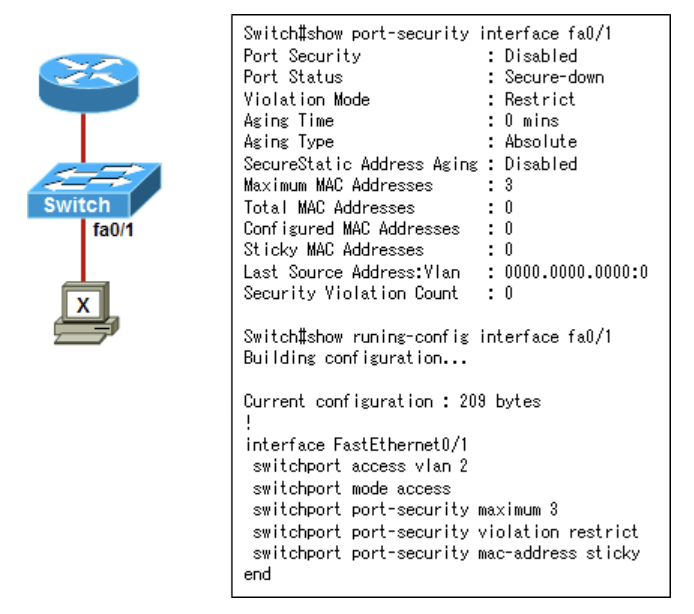 Switch
fa0/1
X
Switch#show port-security interface fa0/1
Port Security : Disabled
Port Status : Secure-down
Violation Mode : Restrict
Aging Time : 0 mins
Aging Type : Absolute
SecureStatic Address Aging : Disabled
Maximum MAC Addresses : 3
Total MAC Addresses : 0
Configured MAC Addresses : 0
Sticky MAC Addresses : 0
Last Source Address:Vlan : 0000.0000.0000:0
Security Violation Count : 0
Switch#show runing-config interface fa0/1
Building configuration...
Current configuration : 209 bytes
!
interface FastEthernet0/1
switchport access vlan 2
switchport mode access
switchport port-security maximum 3
switchport port-security violation restrict
switchport port-security mac-address sticky
end